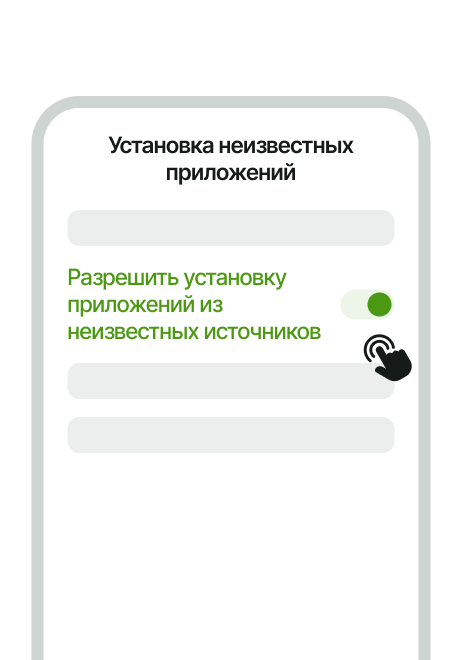 Установка неизвестных
приложений
Разрешить установку
приложений из
неизвестных источников